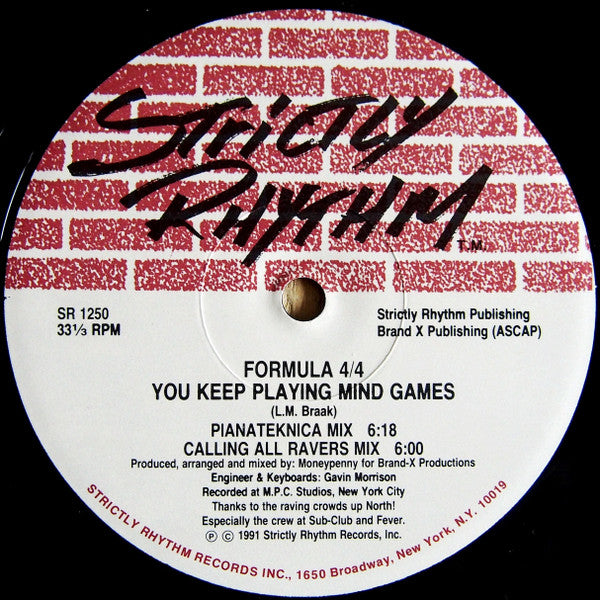 STRICTLY
RHYTHM
T.M.
SR 1250
33⅓ RPM
Strictly Rhythm Publishing
Brand X Publishing (ASCAP)
FORMULA 4/4
YOU KEEP PLAYING MIND GAMES
(L.M. Braak)
PIANATEKNICA MIX 6:18
CALLING ALL RAVERS MIX 6:00
Produced, arranged and mixed by: Moneypenny for Brand-X Productions
Engineer & Keyboards: Gavin Morrison
Recorded at M.P.C. Studios, New York City
Thanks to the raving crowds up North!
Especially the crew at Sub-Club and Fever.
Ⓟ © 1991 Strictly Rhythm Records, Inc.
STRICTLY RHYTHM RECORDS INC., 1650 Broadway, New York, N.Y. 10019